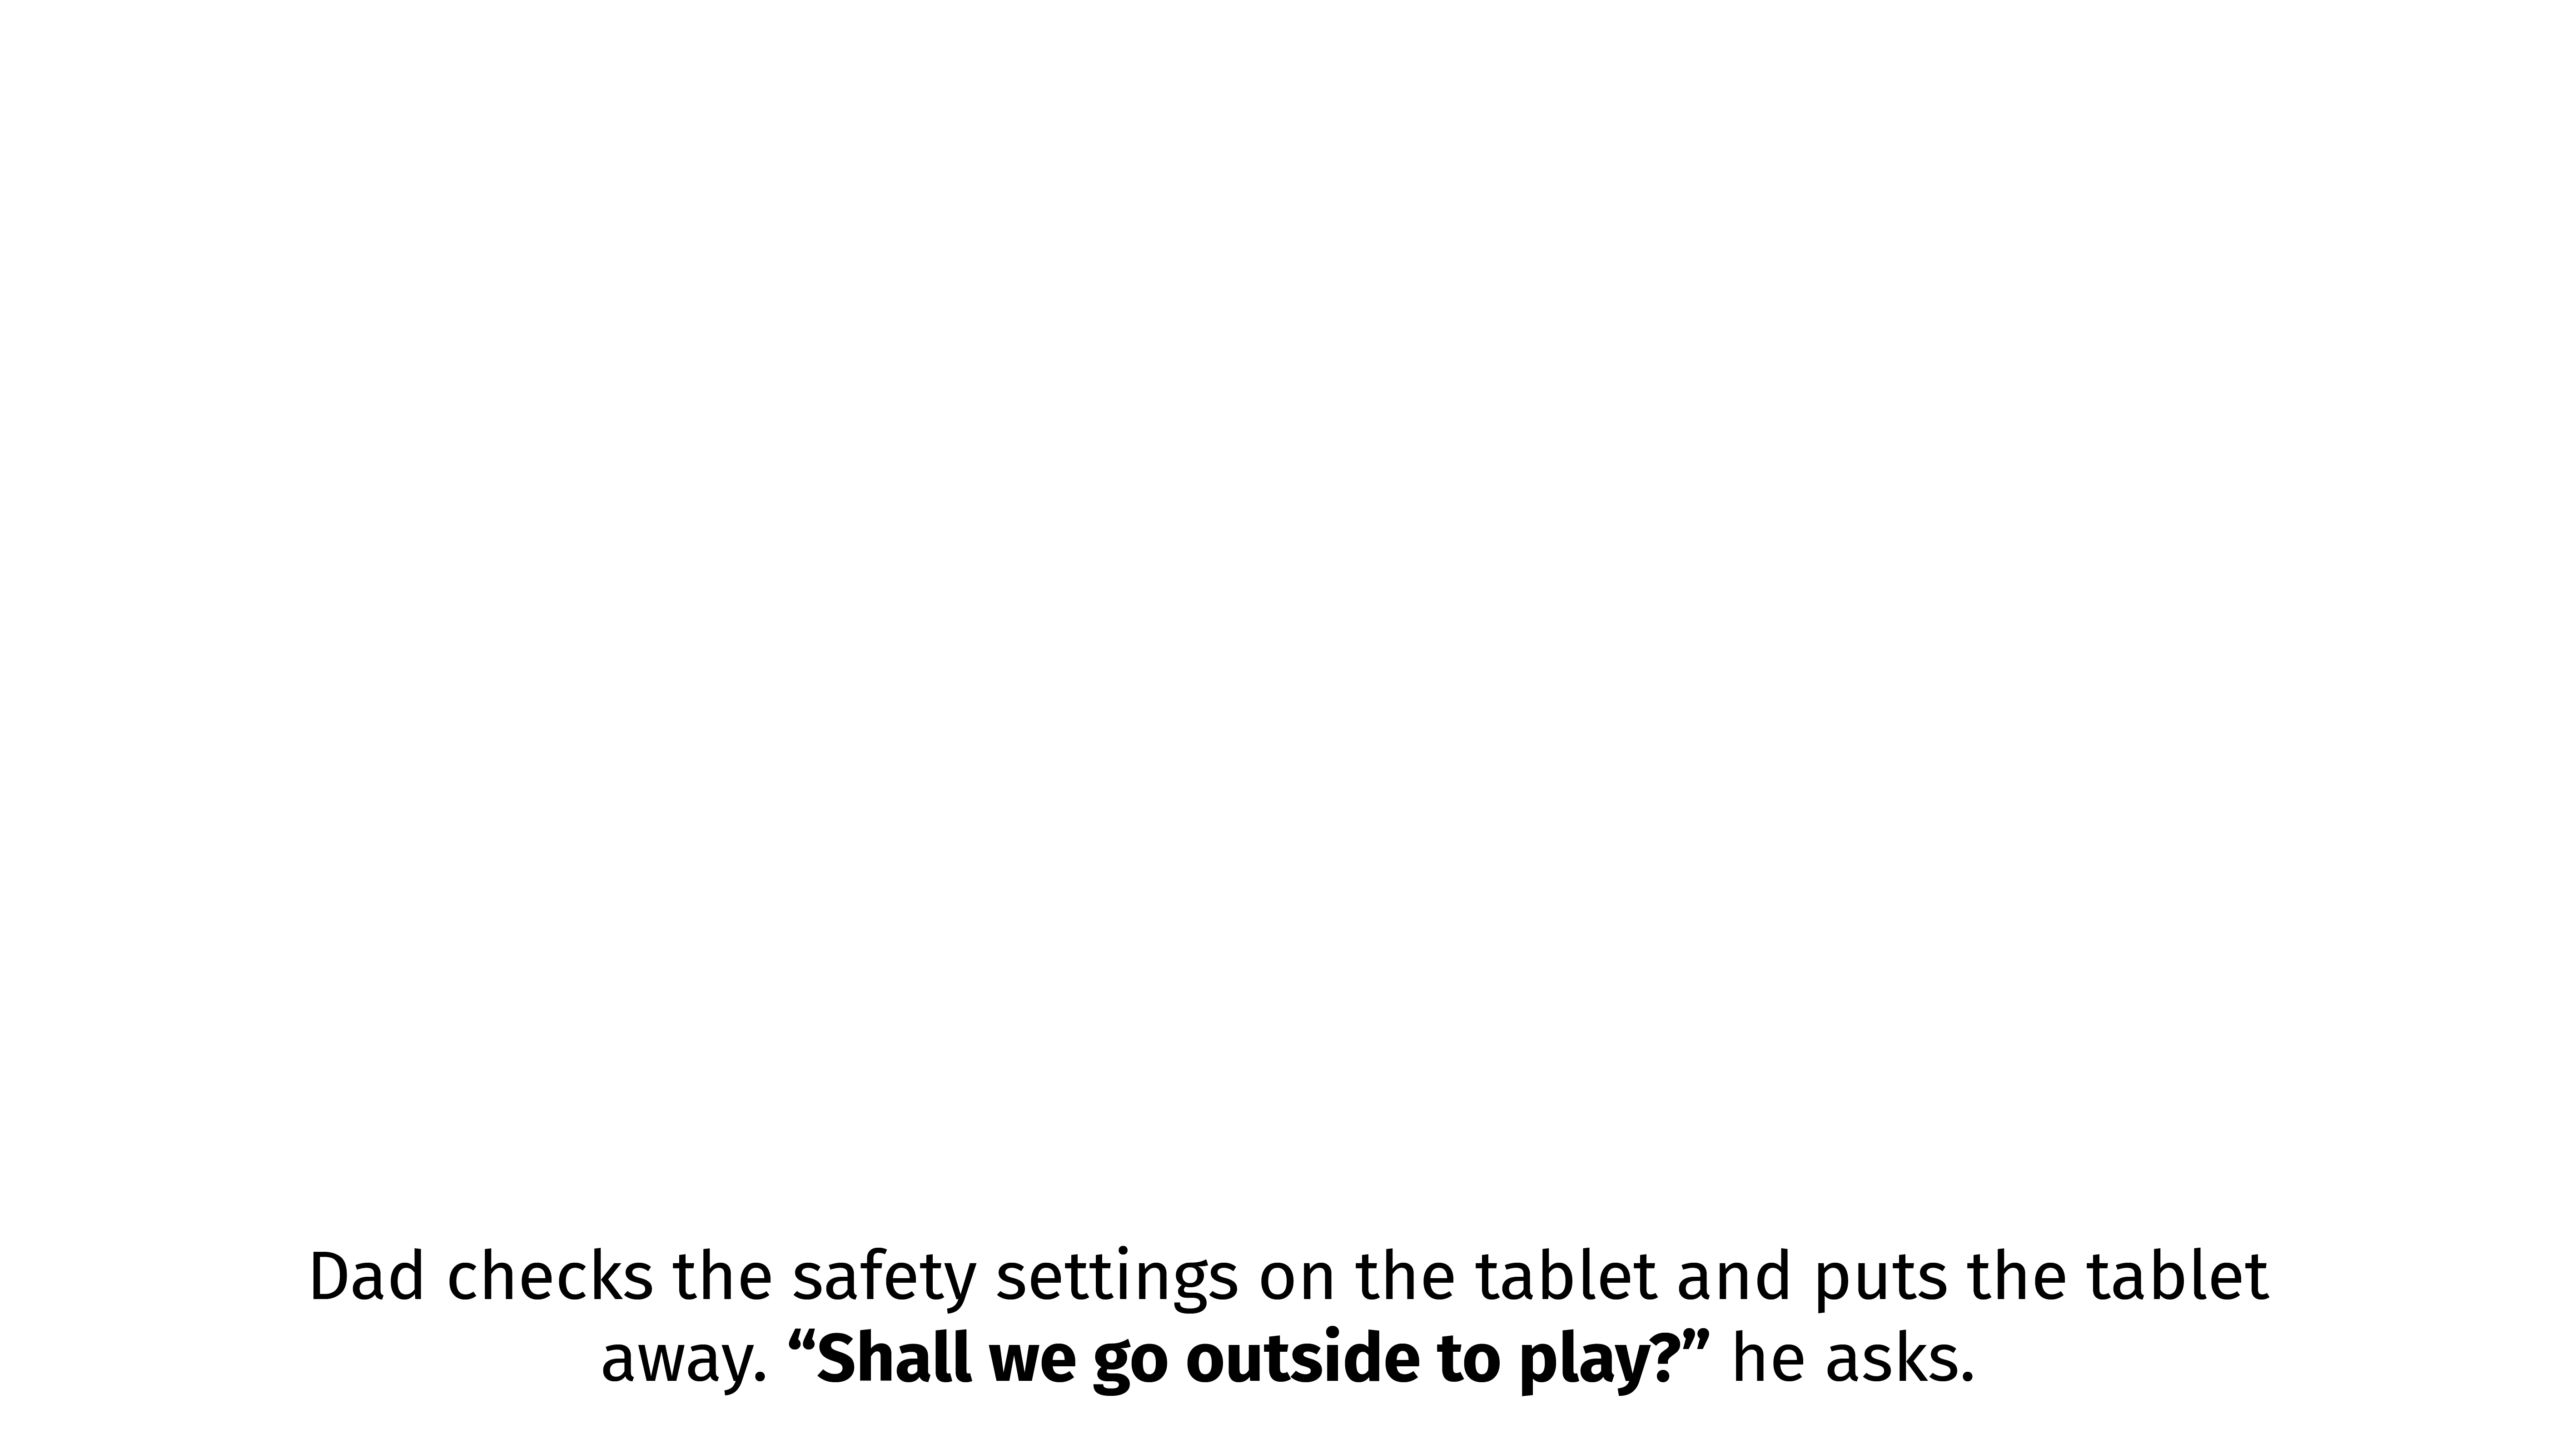 Dad checks the safety settings on the tablet and puts the tablet
away. “Shall we go outside to play?” he asks.